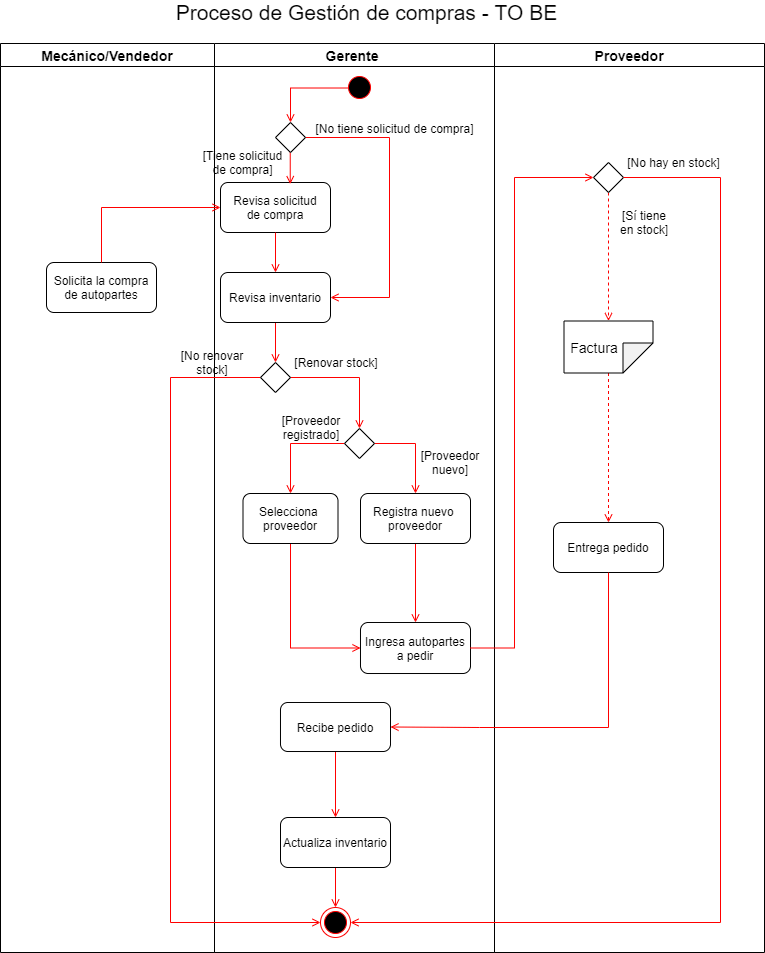 Proceso de Gestión de compras - TO BE
Mecánico/Vendedor
Gerente
Proveedor
[No tiene solicitud de compra]
[Tiene solicitud
de compra]
[No hay en stock]
Revisa solicitud
de compra
[Sí tiene
en stock]
Solicita la compra
de autopartes
Revisa inventario
Factura
[No renovar
stock]
[Renovar stock]
[Proveedor
registrado]
[Proveedor
nuevo]
Selecciona
proveedor
Registra nuevo
proveedor
Entrega pedido
Ingresa autopartes
a pedir
Recibe pedido
Actualiza inventario